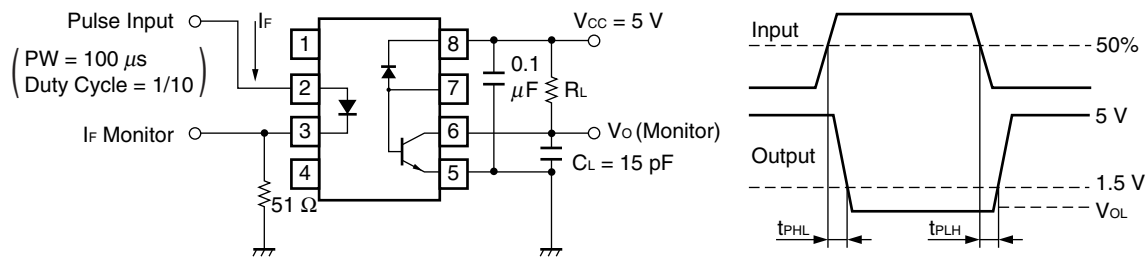 Pulse Input
IF
PW = 100 μs
Duty Cycle = 1/10
IF Monitor
51 Ω
1
2
3
4
8
7
6
5
VCC = 5 V
0.1
μF
RL
VO (Monitor)
CL = 15 pF
Input
50%
5 V
Output
1.5 V
VOL
tPHL
tPLH